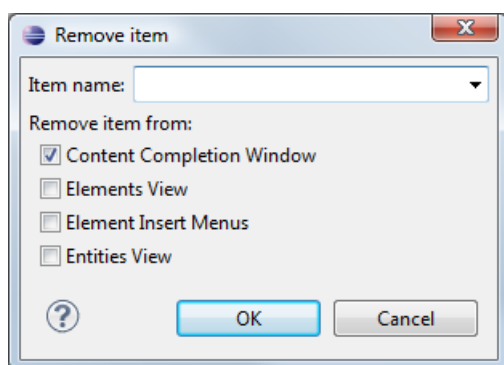 Remove item
Item name:
Remove item from:
Content Completion Window
Elements View
Element Insert Menus
Entities View
? OK Cancel